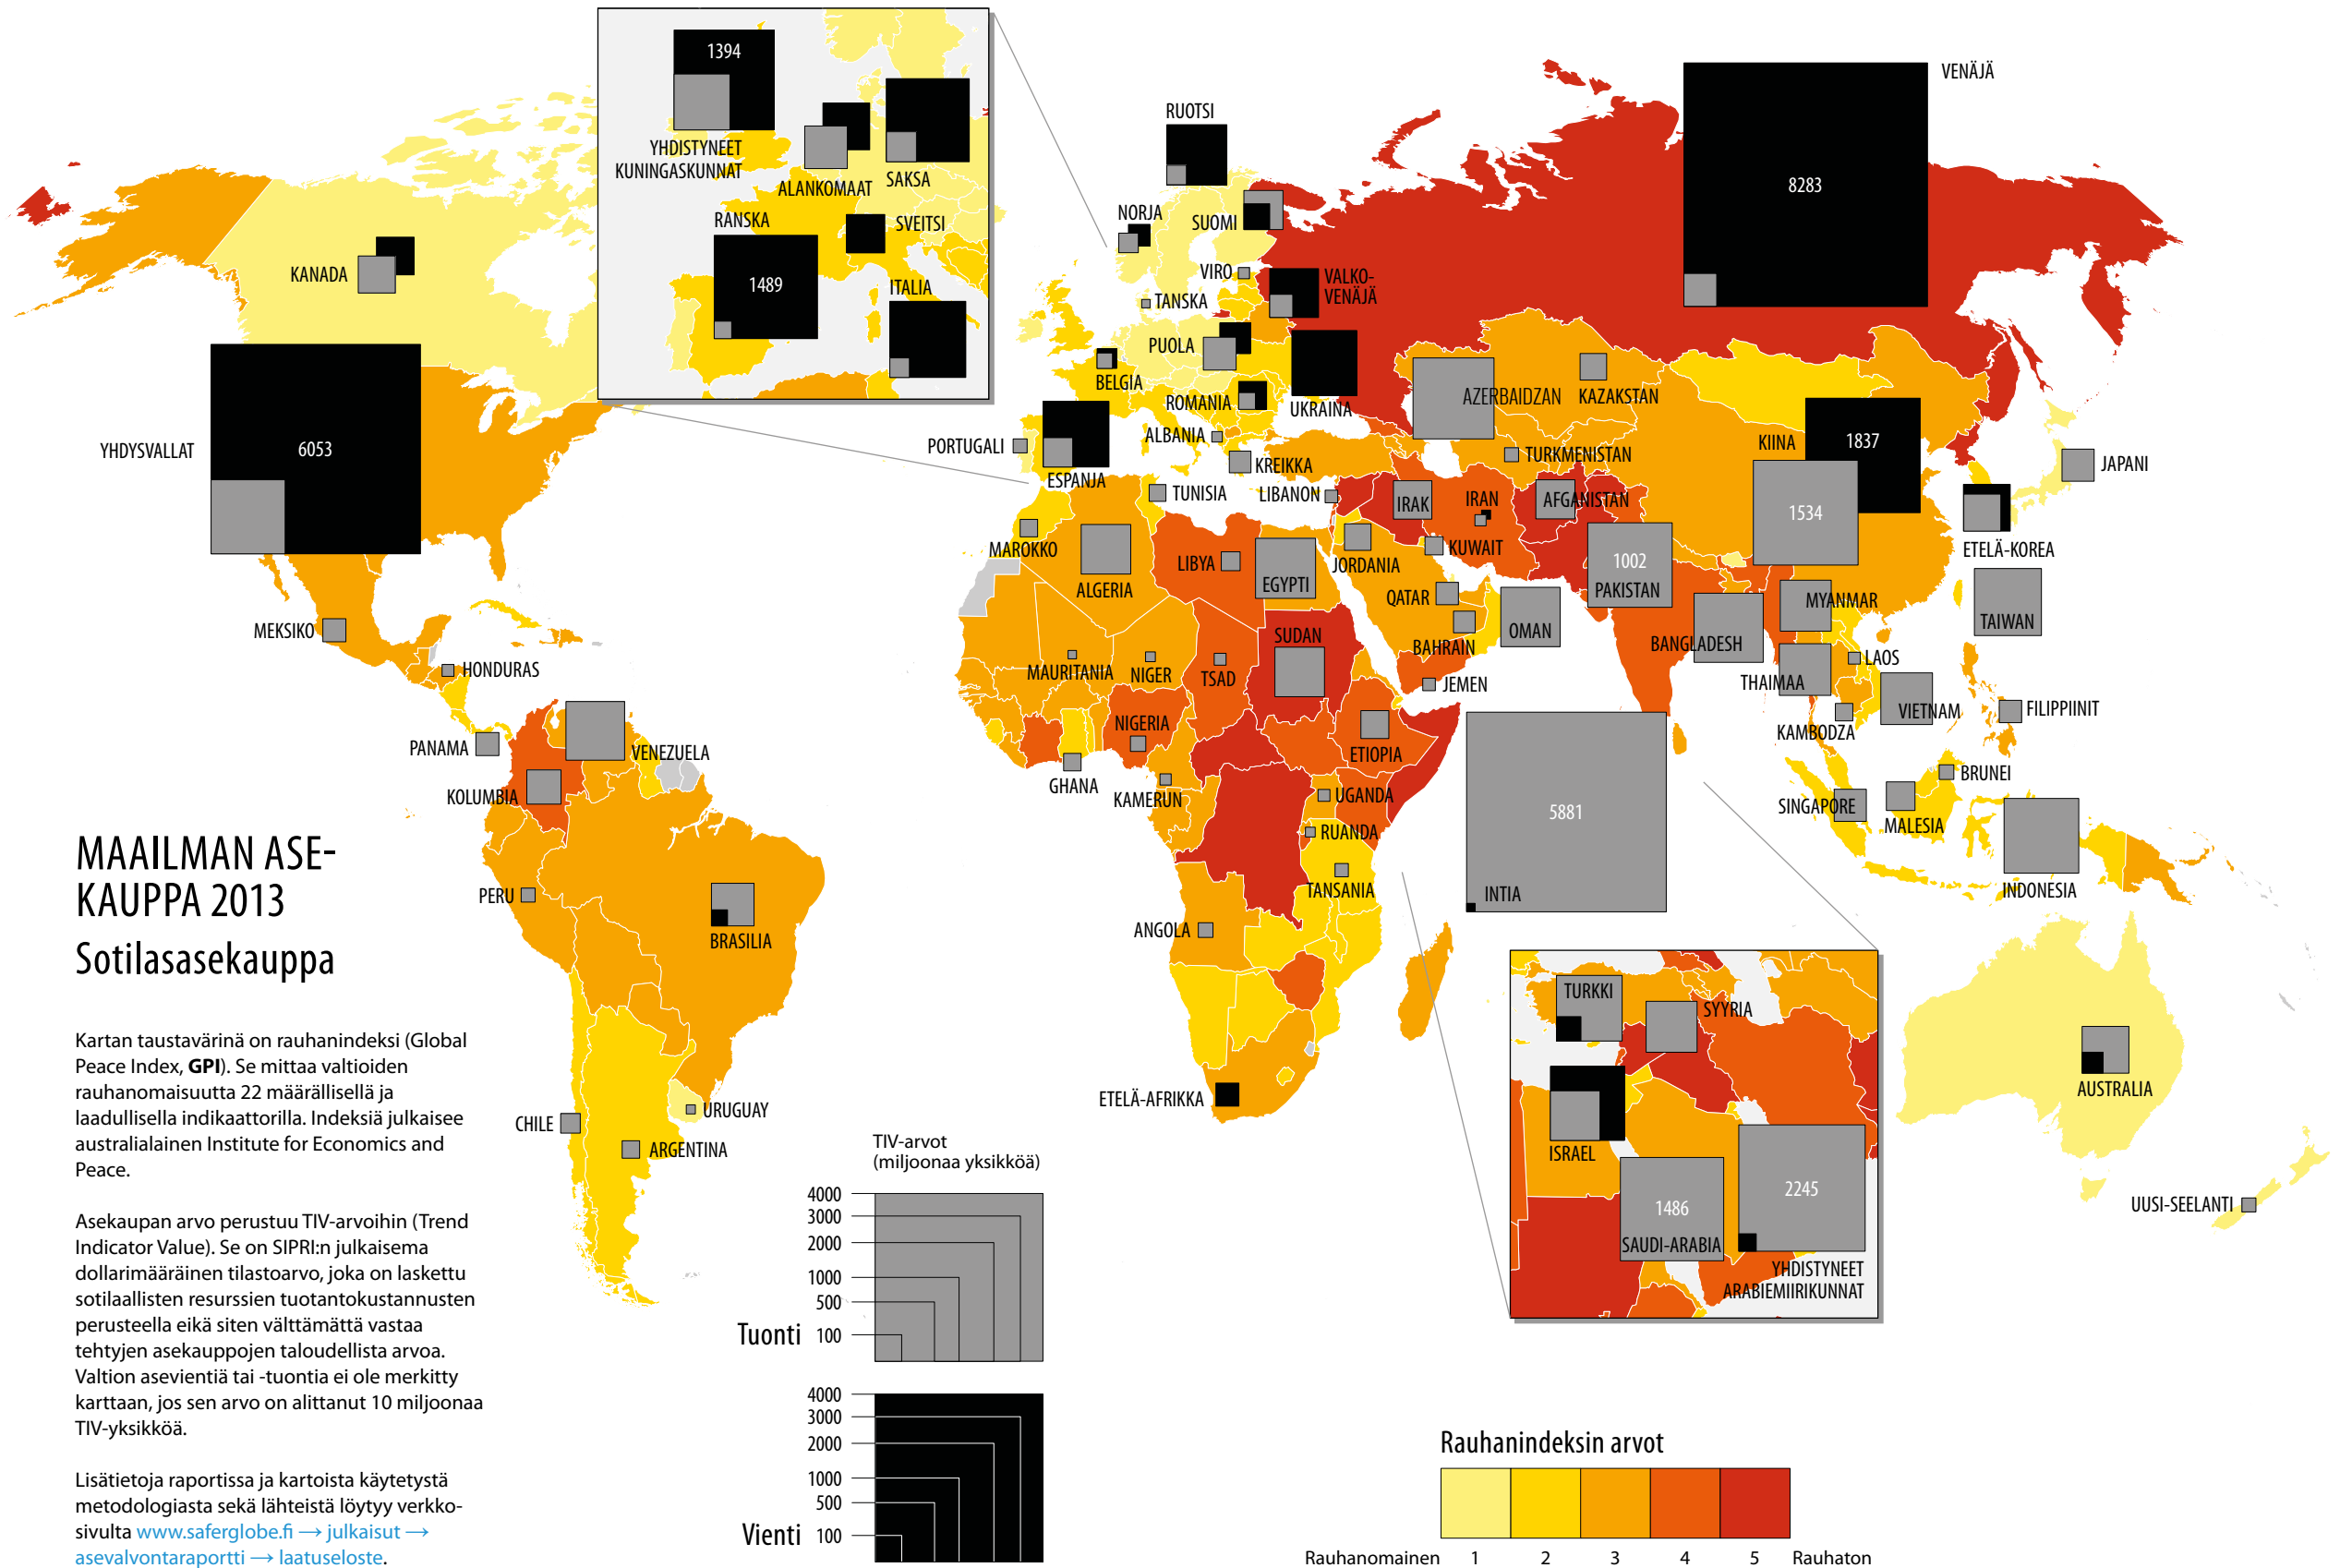 MAAILMAN ASE-
KAUPPA 2013
Sotilasasekauppa
Kartan taustavärinä on rauhanindeksi (Global
Peace Index, GPI). Se mittaa valtioiden
rauhanomaisuutta 22 määrällisellä ja
laadullisella indikaattorilla. Indeksiä julkaisee
australialainen Institute for Economics and
Peace.
Asekaupan arvo perustuu TIV-arvoihin (Trend
Indicator Value). Se on SIPRI:n julkaisema
dollarimääräinen tilastoarvo, joka on laskettu
sotilaallisten resurssien tuotantokustannusten
perusteella eikä siten välttämättä vastaa
tehtyjen asekauppojen taloudellista arvoa.
Valtion asevientiä tai -tuontia ei ole merkitty
karttaan, jos sen arvo on alittanut 10 miljoonaa
TIV-yksikköä.
Lisätietoja raportissa ja kartoista käytetystä
metodologiasta sekä lähteistä löytyy verkko-
sivulta www.saferglobe.fi → julkaisut →
asevalvontaraportti → laatuseloste.
KANADA
YHDYSVALLAT
6053
MEKSIKO
HONDURAS
PANAMA
VENEZUELA
KOLUMBIA
PERU
BRASILIA
CHILE
URUGUAY
ARGENTINA
1394
YHDISTYNEET
KUNINGASKUNNAT
ALANKOMAAT
SAKSA
RANSKA
1489
SVEITSI
ITALIA
RUOTSI
NORJA
SUOMI
VIRO
TANSKA
VALKO-
VENÄJÄ
PUOLA
BELGIA
ROMANIA
UKRAINA
ALBANIA
PORTUGALI
ESPANJA
KREIKKA
VENÄJÄ
8283
AZERBAIDZAN
KAZAKSTAN
TURKMENISTAN
KIINA
1837
1534
JAPANI
ETELÄ-KOREA
TUNISIA
LIBANON
IRAK
IRAN
AFGANISTAN
MAROKKO
ALGERIA
LIBYA
EGYPTI
JORDANIA
KUWAIT
1002
PAKISTAN
QATAR
BAHRAIN
OMAN
BANGLADESH
MYANMAR
TAIWAN
MAURITANIA
NIGER
TSAD
SUDAN
JEMEN
THAIMAA
LAOS
VIETNAM
KAMBODZA
FILIPPIINIT
NIGERIA
GHANA
KAMERUN
ETIOPIA
UGANDA
RUANDA
TANSANIA
ANGOLA
ETELÄ-AFRIKKA
5881
INTIA
BRUNEI
SINGAPORE
MALESIA
INDONESIA
TURKKI
SYYRIA
ISRAEL
1486
SAUDI-ARABIA
2245
YHDISTYNEET
ARABIEMIIRIKUNNAT
AUSTRALIA
UUSI-SEELANTI
TIV-arvot
(miljoonaa yksikköä)
4000
3000
2000
1000
500
Tuonti 100
4000
3000
2000
1000
500
Vienti 100
Rauhanindeksin arvot
Rauhanomainen 1 2 3 4 5 Rauhaton